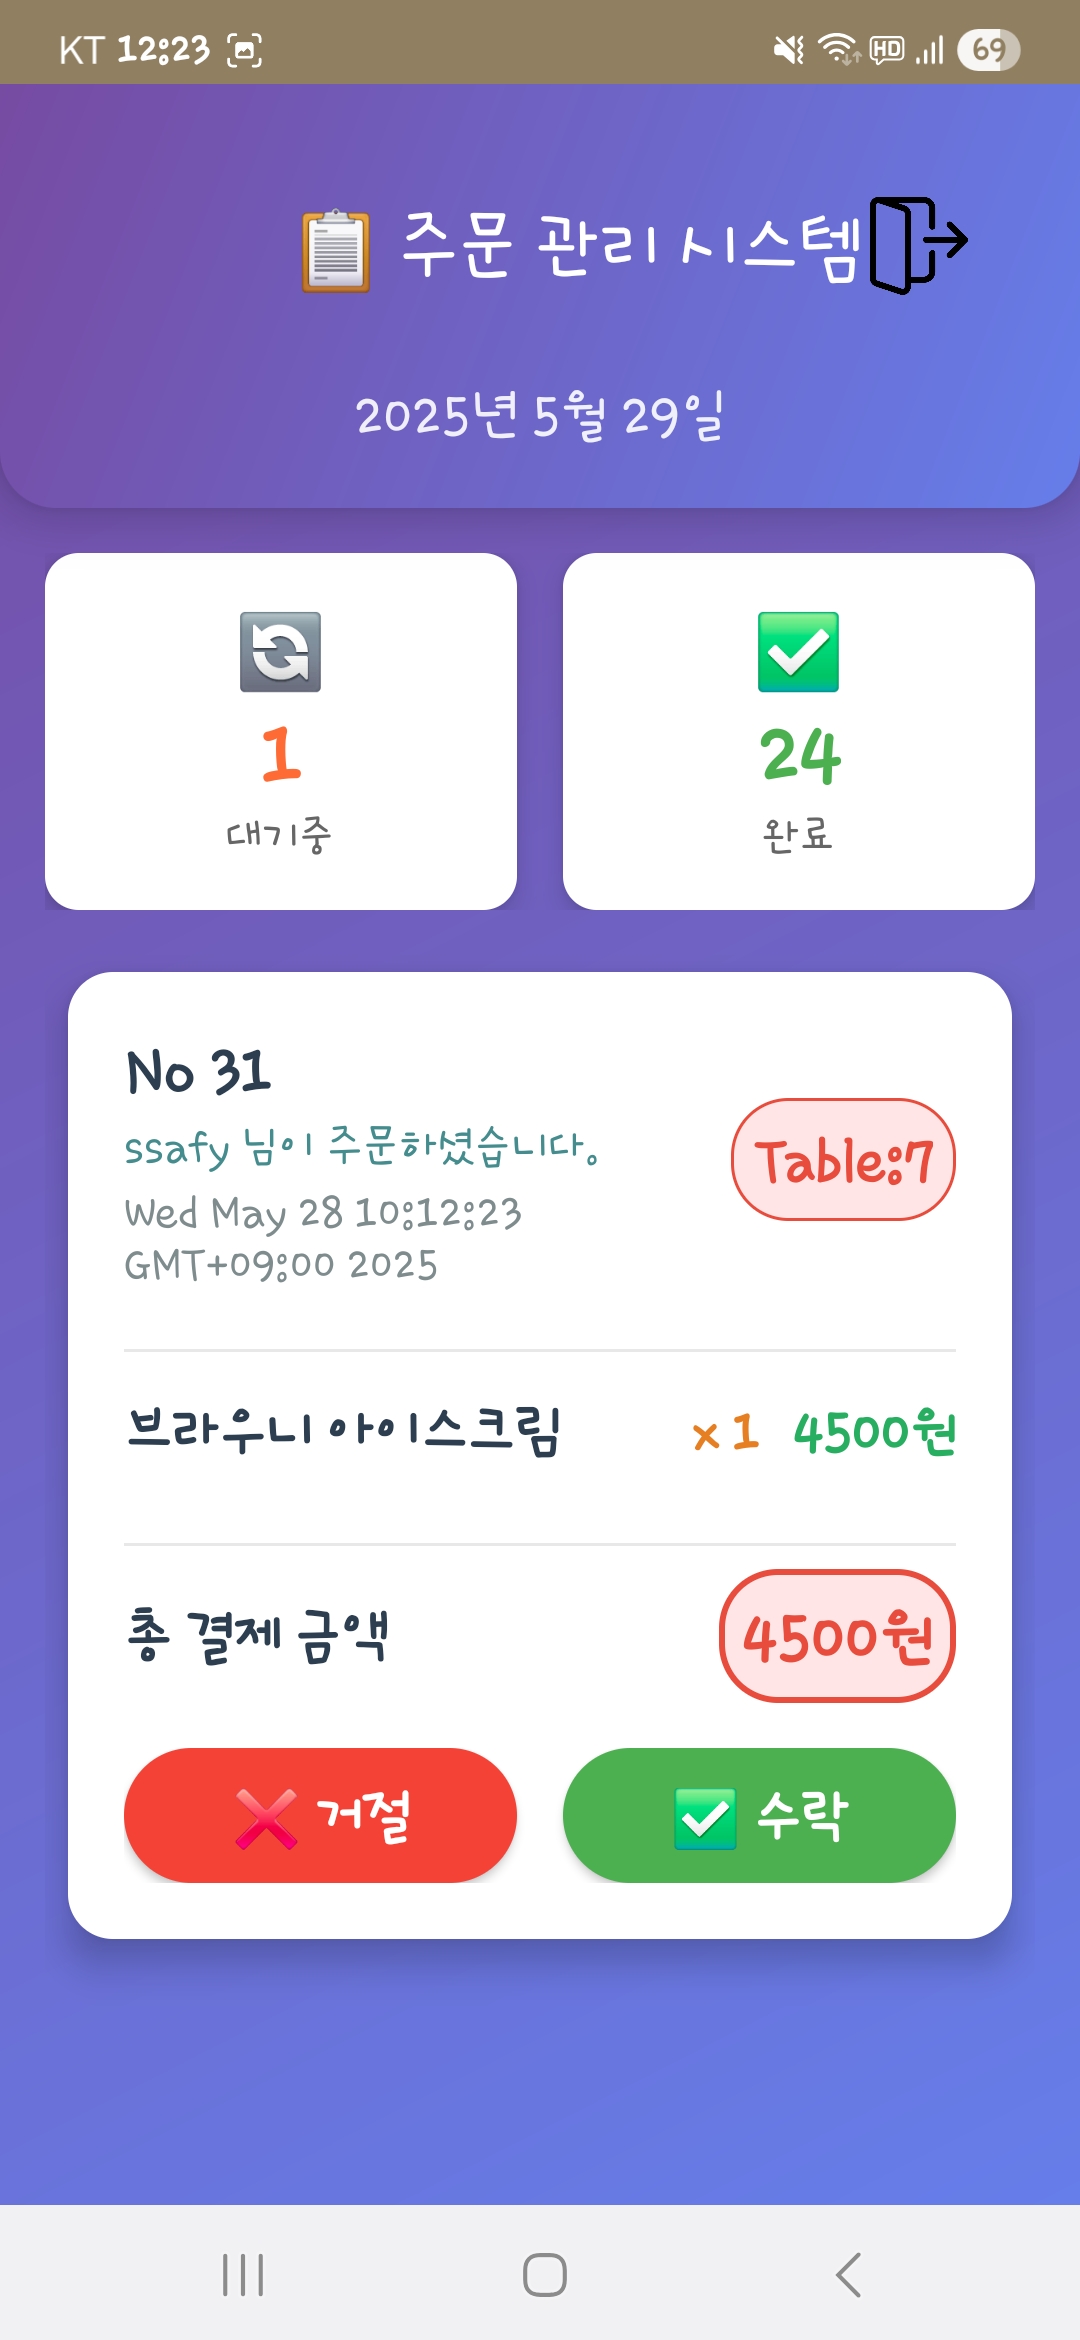 KT 12:23 HD 69
📋 주문 관리 시스템
2025년 5월 29일
1
대기중
24
완료
No 31
ssafy 님이 주문하셨습니다.
Table:7
Wed May 28 10:12:23
GMT+09:00 2025
브라우니 아이스크림 x 1 4500원
총 결제 금액 4500원
❌ 거절
✅ 수락